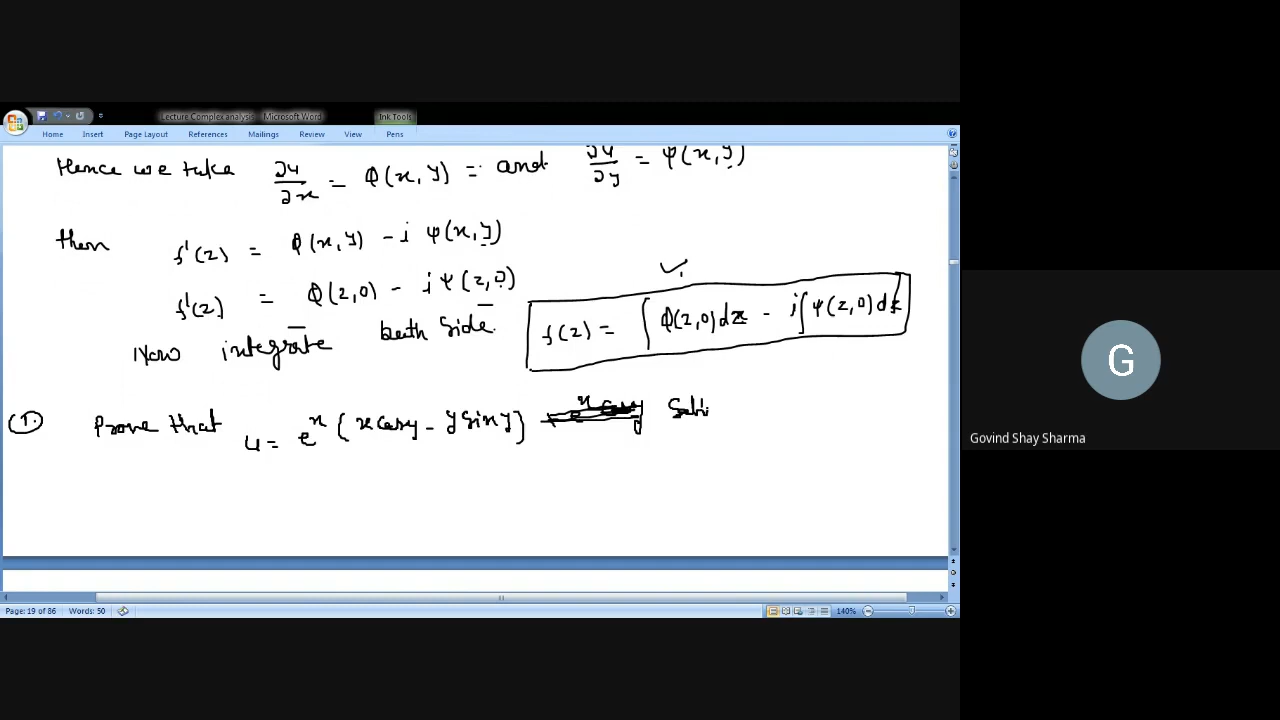 Lecture Complex analysis Microsoft Word Ink Tools
Home Insert Page Layout References Mailings Review View Pens
Hence we take ∂u/∂x = φ(x, y) = and ∂u/∂y = ψ(x, y)
then f'(z) = φ(x, y) - i ψ(x, y)
f'(z) = φ(z, 0) - i ψ(z, 0)
Now integrate both side.
f(z) = ∫ φ(z, 0) dz - i ∫ ψ(z, 0) dz
(1). Prove that u = e^x (x cos y - y sin y)
Page: 19 of 86 Words: 50 140%
G
Govind Shay Sharma